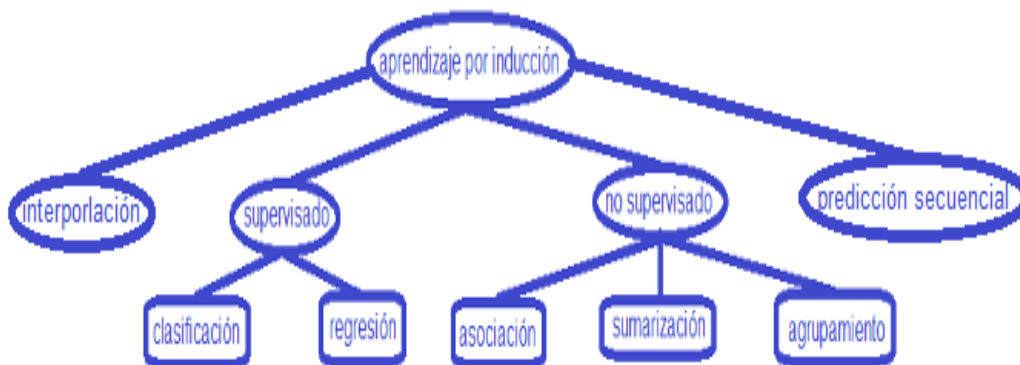 aprendizaje por inducción
interporlación
supervisado
no supervisado
predicción secuencial
clasificación
regresión
asociación
sumarización
agrupamiento